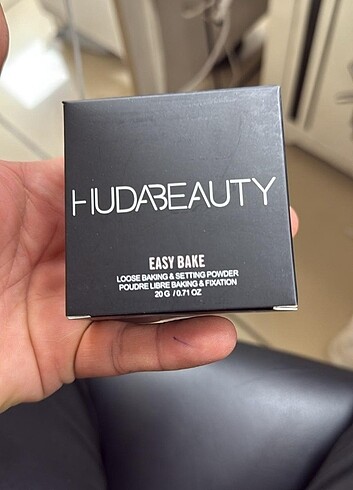 HUDABEAUTY
EASY BAKE
LOOSE BAKING & SETTING POWDER
POUDRE LIBRE BAKING & FIXATION
20 G / 0.71 OZ